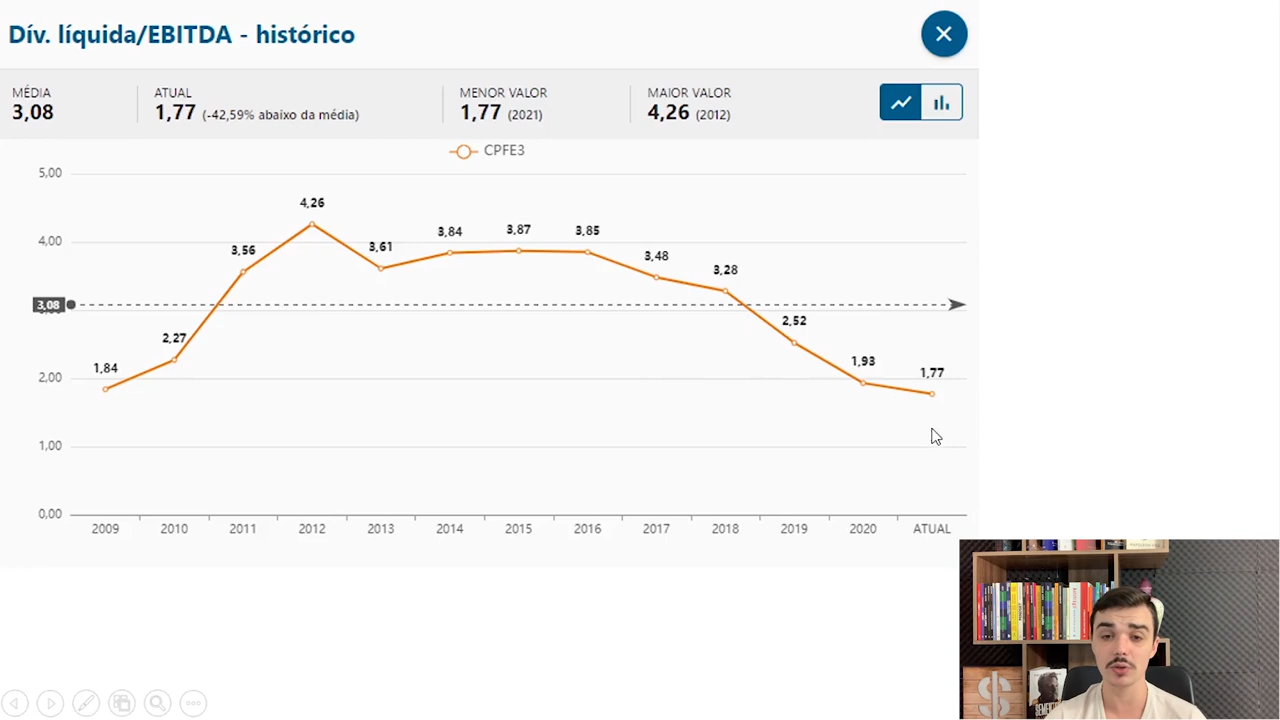 Dív. líquida/EBITDA - histórico
MÉDIA
3,08
ATUAL
1,77 (-42,59% abaixo da média)
MENOR VALOR
1,77 (2021)
MAIOR VALOR
4,26 (2012)
CPFE3
5,00
4,00
3,08
2,00
1,00
0,00
1,84
2,27
3,56
4,26
3,61
3,84
3,87
3,85
3,48
3,28
2,52
1,93
1,77
2009 2010 2011 2012 2013 2014 2015 2016 2017 2018 2019 2020 ATUAL